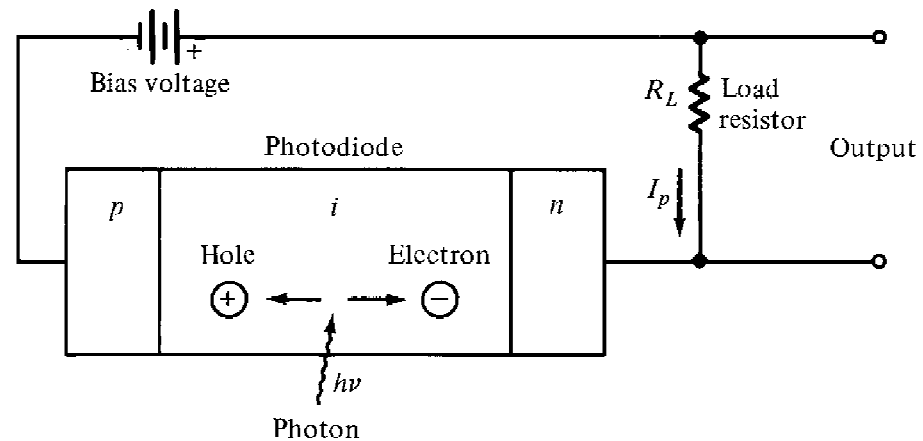 +
Bias voltage
R_L
Load
resistor
Output
Photodiode
p
i
n
I_p
Hole
Electron
+
−
hν
Photon